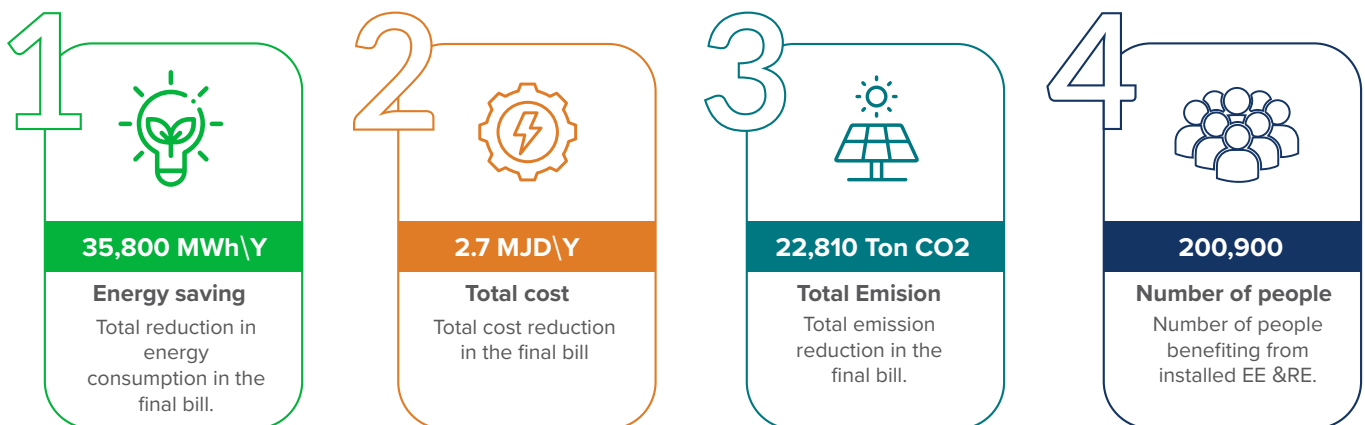 1
35,800 MWh\Y
Energy saving
Total reduction in
energy
consumption in the
final bill.
2
2.7 MJD\Y
Total cost
Total cost reduction
in the final bill
3
22,810 Ton CO2
Total Emision
Total emission
reduction in the
final bill.
4
200,900
Number of people
Number of people
benefiting from
installed EE &RE.